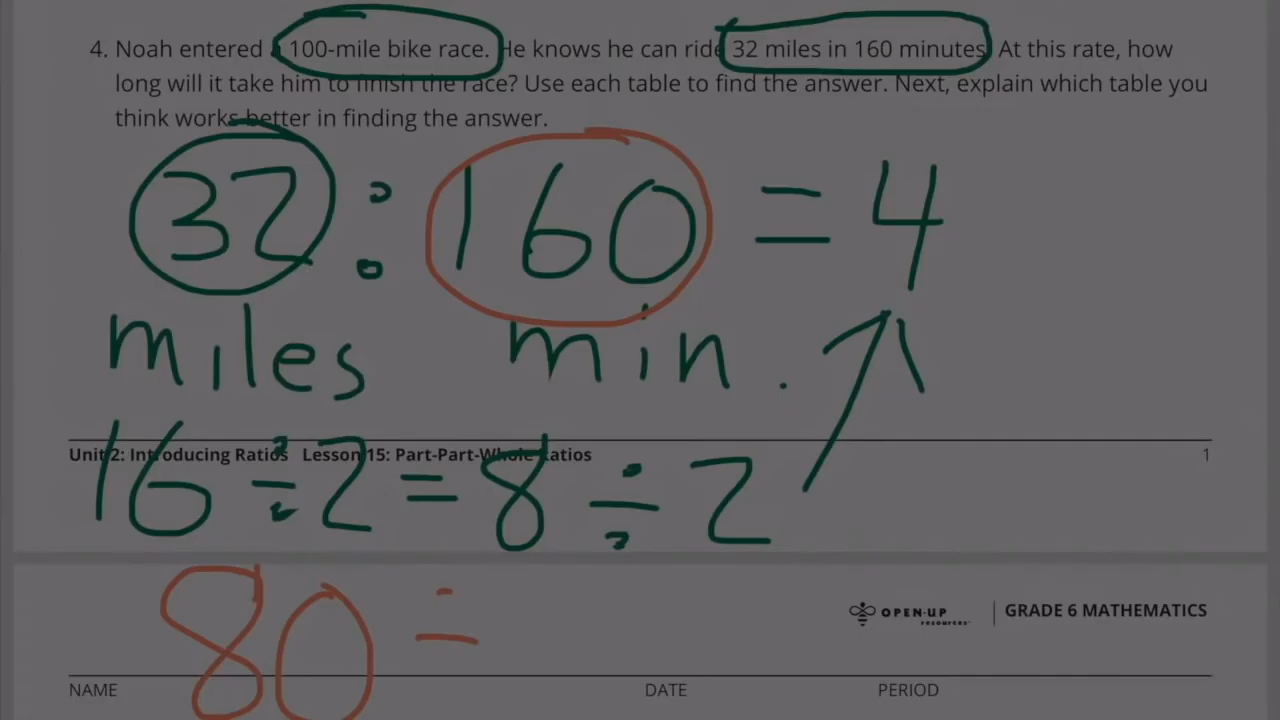 4. Noah entered a 100-mile bike race. He knows he can ride 32 miles in 160 minutes. At this rate, how
long will it take him to finish the race? Use each table to find the answer. Next, explain which table you
think works better in finding the answer.
32 : 160 = 4
miles min.
Unit 2: Introducing Ratios Lesson 15: Part-Part-Whole Ratios 1
16 ÷ 2 = 8 ÷ 2
80 ÷
OPEN-UP RESOURCES GRADE 6 MATHEMATICS
NAME DATE PERIOD